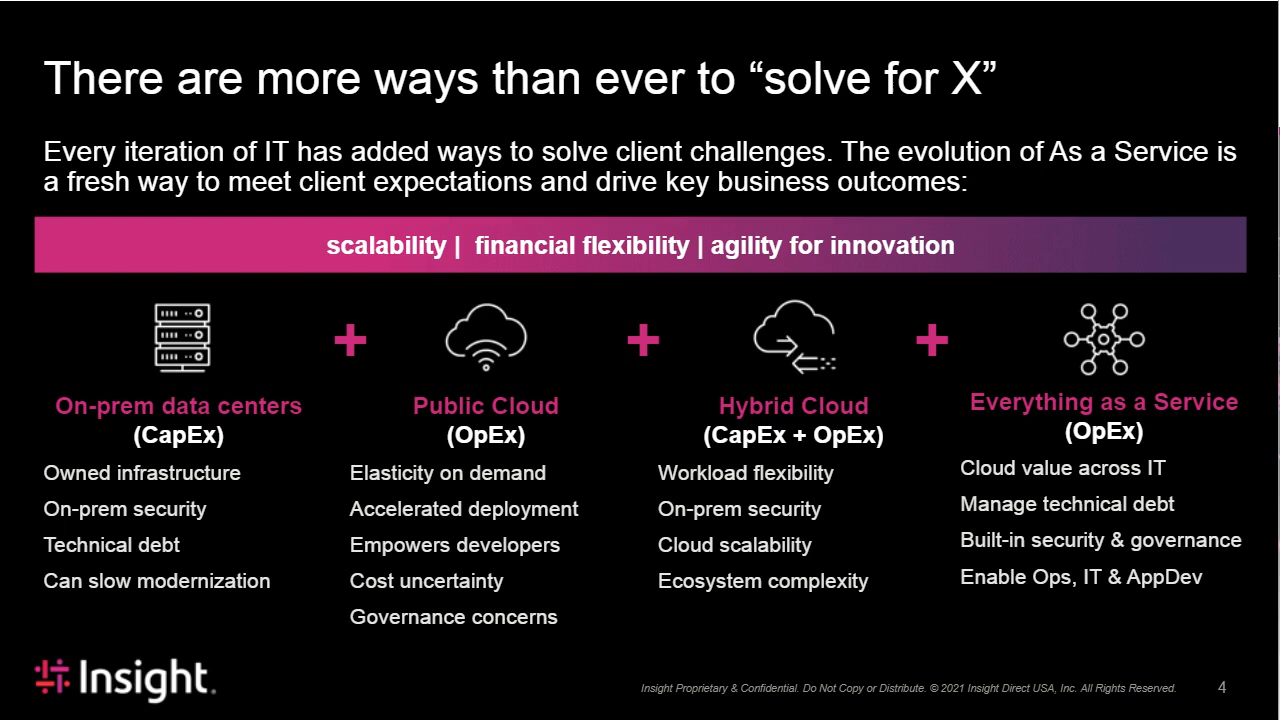 There are more ways than ever to “solve for X”
Every iteration of IT has added ways to solve client challenges. The evolution of As a Service is
a fresh way to meet client expectations and drive key business outcomes:
scalability | financial flexibility | agility for innovation
+
+
+
On-prem data centers
(CapEx)
Owned infrastructure
On-prem security
Technical debt
Can slow modernization
Public Cloud
(OpEx)
Elasticity on demand
Accelerated deployment
Empowers developers
Cost uncertainty
Governance concerns
Hybrid Cloud
(CapEx + OpEx)
Workload flexibility
On-prem security
Cloud scalability
Ecosystem complexity
Everything as a Service
(OpEx)
Cloud value across IT
Manage technical debt
Built-in security & governance
Enable Ops, IT & AppDev
Insight.
Insight Proprietary & Confidential. Do Not Copy or Distribute. © 2021 Insight Direct USA, Inc. All Rights Reserved.
4